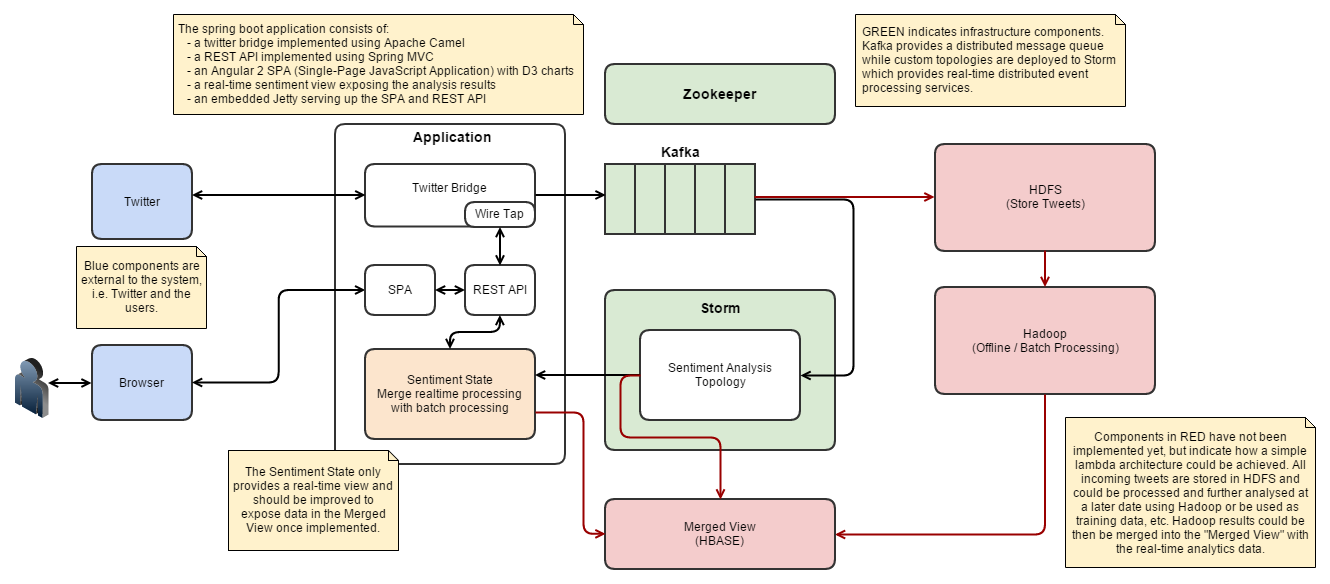 The spring boot application consists of:
- a twitter bridge implemented using Apache Camel
- a REST API implemented using Spring MVC
- an Angular 2 SPA (Single-Page JavaScript Application) with D3 charts
- a real-time sentiment view exposing the analysis results
- an embedded Jetty serving up the SPA and REST API
GREEN indicates infrastructure components.
Kafka provides a distributed message queue
while custom topologies are deployed to Storm
which provides real-time distributed event
processing services.
Zookeeper
Application
Kafka
Twitter
Twitter Bridge
Wire Tap
HDFS
(Store Tweets)
Blue components are
external to the system,
i.e. Twitter and the
users.
SPA
REST API
Storm
Sentiment Analysis
Topology
Hadoop
(Offline / Batch Processing)
Browser
Sentiment State
Merge realtime processing
with batch processing
The Sentiment State only
provides a real-time view and
should be improved to
expose data in the Merged
View once implemented.
Merged View
(HBASE)
Components in RED have not been
implemented yet, but indicate how a simple
lambda architecture could be achieved. All
incoming tweets are stored in HDFS and
could be processed and further analysed at
a later date using Hadoop or be used as
training data, etc. Hadoop results could be
then be merged into the "Merged View" with
the real-time analytics data.